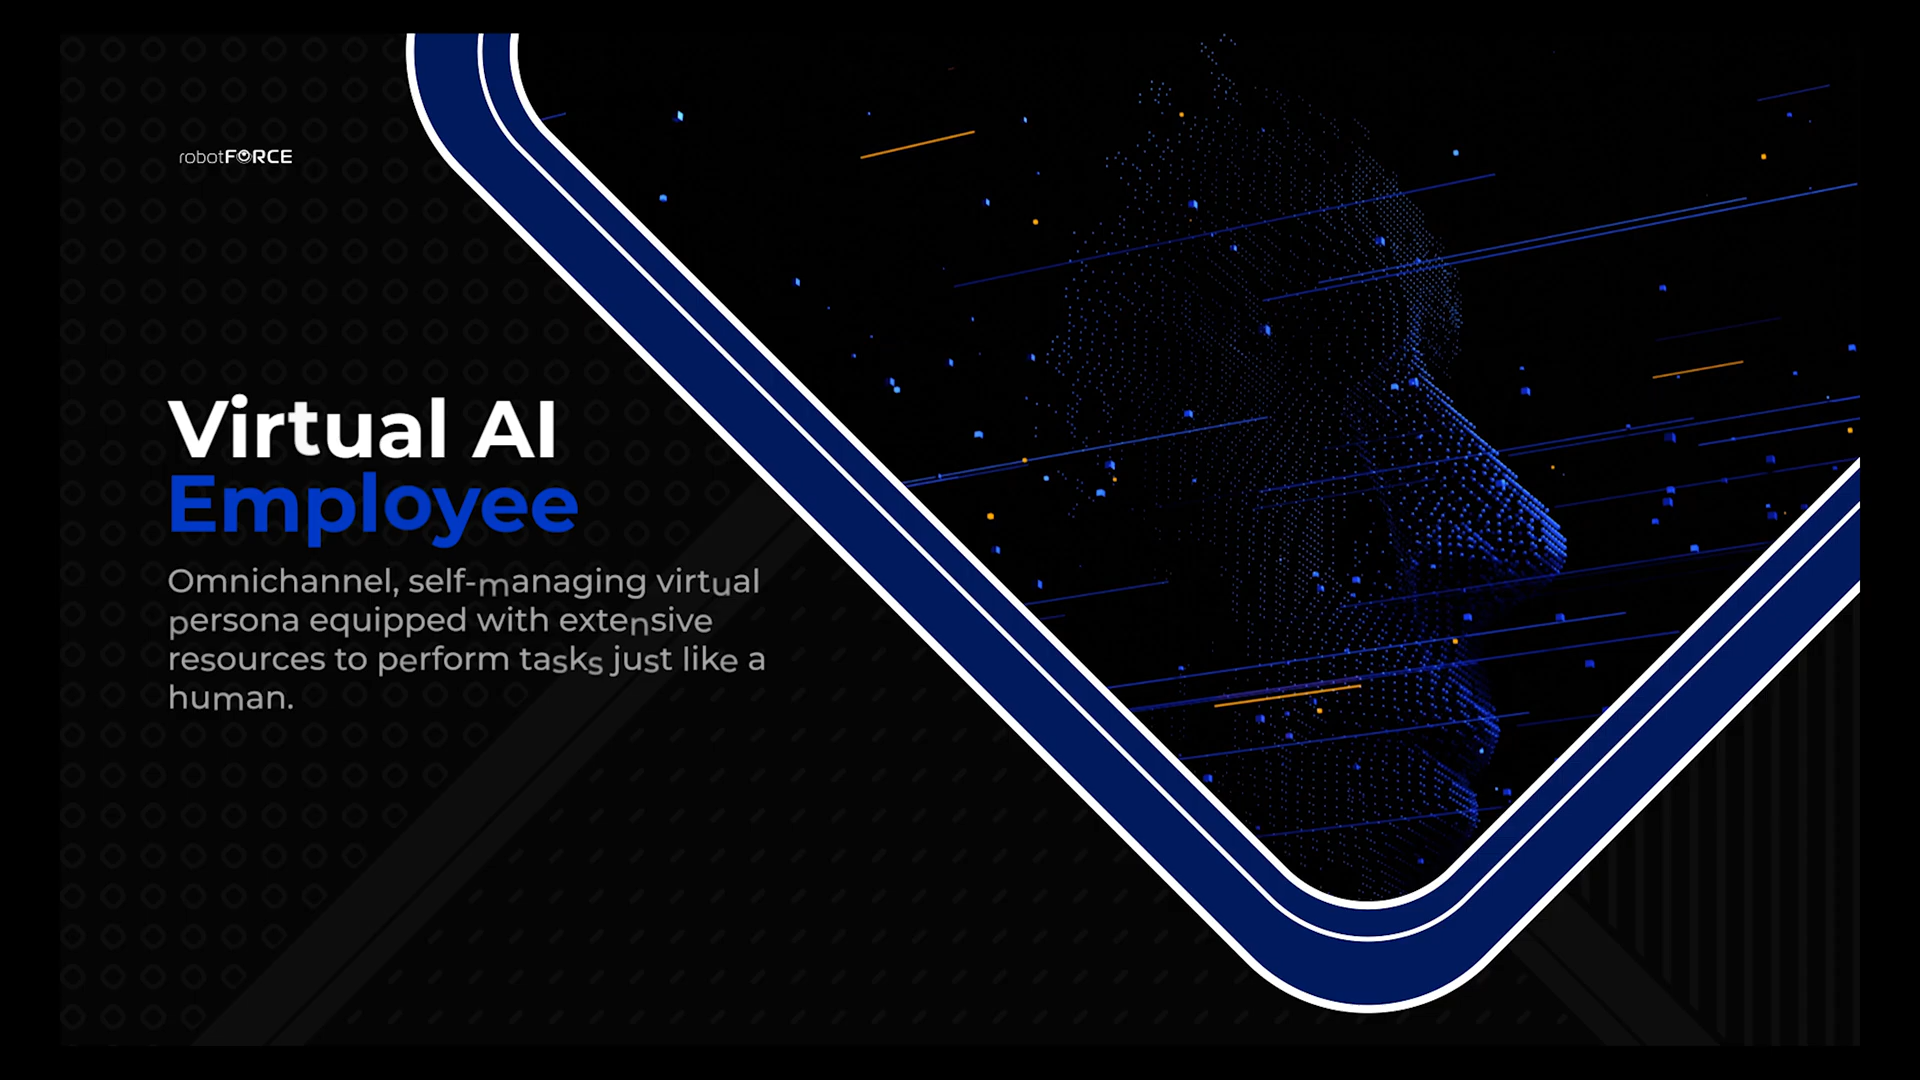 robotFORCE
Virtual AI
Employee
Omnichannel, self-managing virtual
persona equipped with extensive
resources to perform tasks just like a
human.